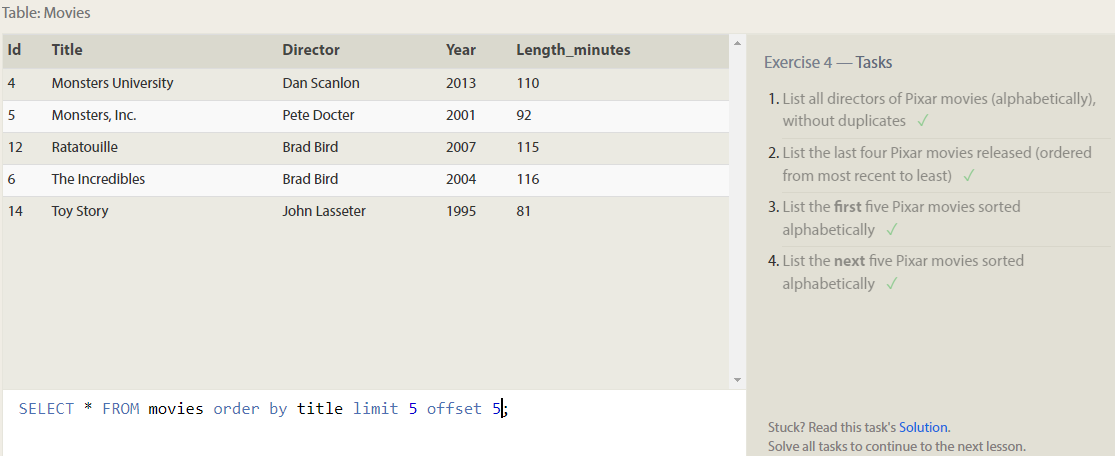 Table: Movies
Id Title Director Year Length_minutes
4 Monsters University Dan Scanlon 2013 110
5 Monsters, Inc. Pete Docter 2001 92
12 Ratatouille Brad Bird 2007 115
6 The Incredibles Brad Bird 2004 116
14 Toy Story John Lasseter 1995 81
SELECT * FROM movies order by title limit 5 offset 5;
Exercise 4 — Tasks
1. List all directors of Pixar movies (alphabetically),
without duplicates ✓
2. List the last four Pixar movies released (ordered
from most recent to least) ✓
3. List the first five Pixar movies sorted
alphabetically ✓
4. List the next five Pixar movies sorted
alphabetically ✓
Stuck? Read this task's Solution.
Solve all tasks to continue to the next lesson.